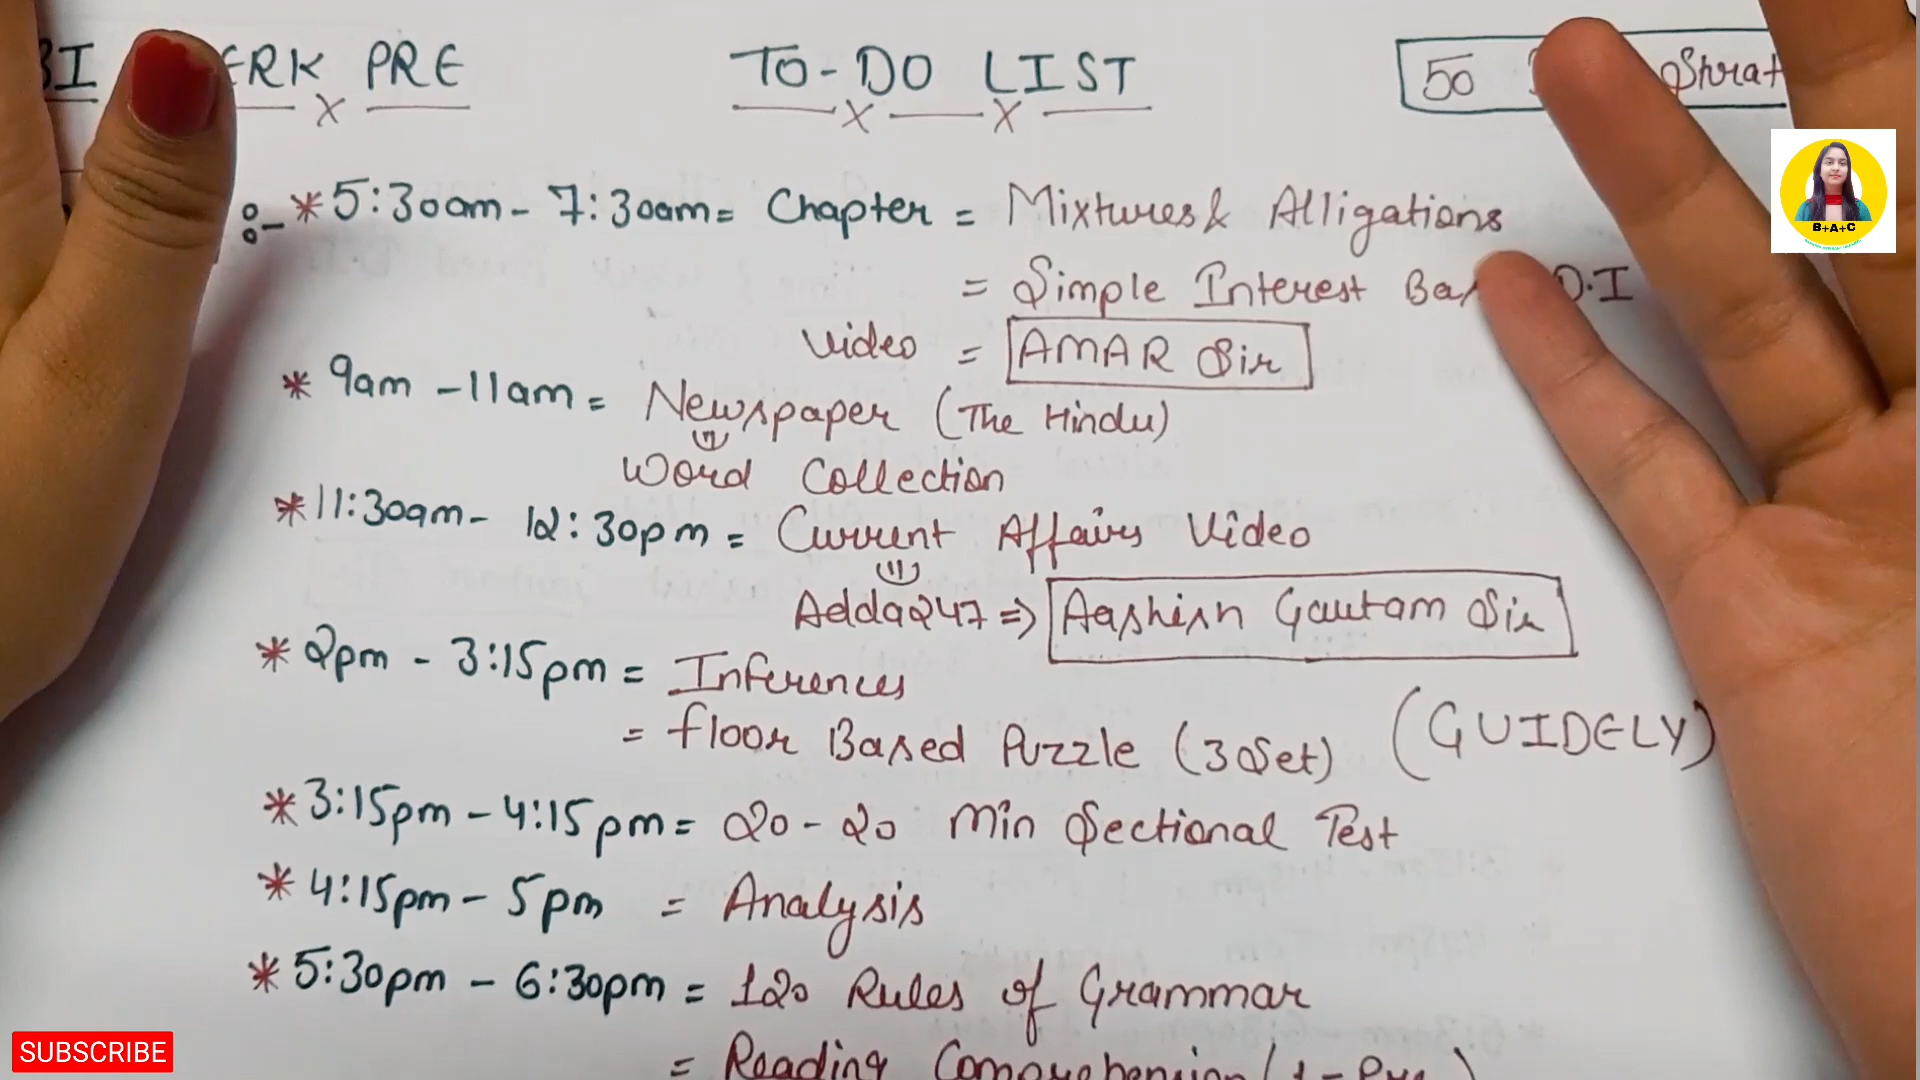 PRE
TO-DO LIST
50
:- * 5:30am - 7:30am = Chapter = Mixtures & Alligations
= Simple Interest D.I
Video = AMAR Sir
* 9am - 11am = Newspaper (The Hindu)
Word Collection
* 11:30am - 12:30pm = Current Affairs Video
Adda247 => Aashish Gautam Sir
* 2pm - 3:15pm = Inferences
= Floor Based Puzzle (3 Set) (GUIDELY)
* 3:15pm - 4:15pm = 20-20 Min Sectional Test
* 4:15pm - 5pm = Analysis
* 5:30pm - 6:30pm = 120 Rules of Grammar
= Reading Comprehension
B+A+C
SUBSCRIBE